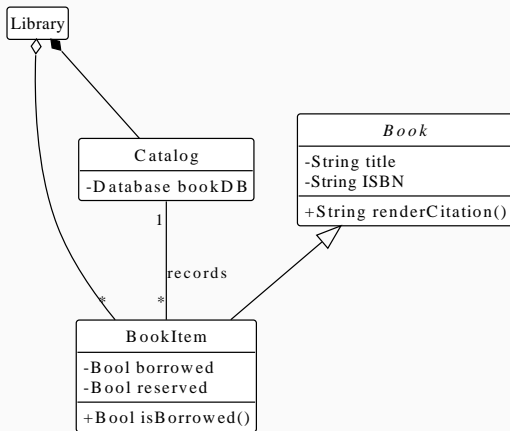 Library
Catalog
-Database bookDB
Book
-String title
-String ISBN
+String renderCitation()
1
records
*
*
BookItem
-Bool borrowed
-Bool reserved
+Bool isBorrowed()